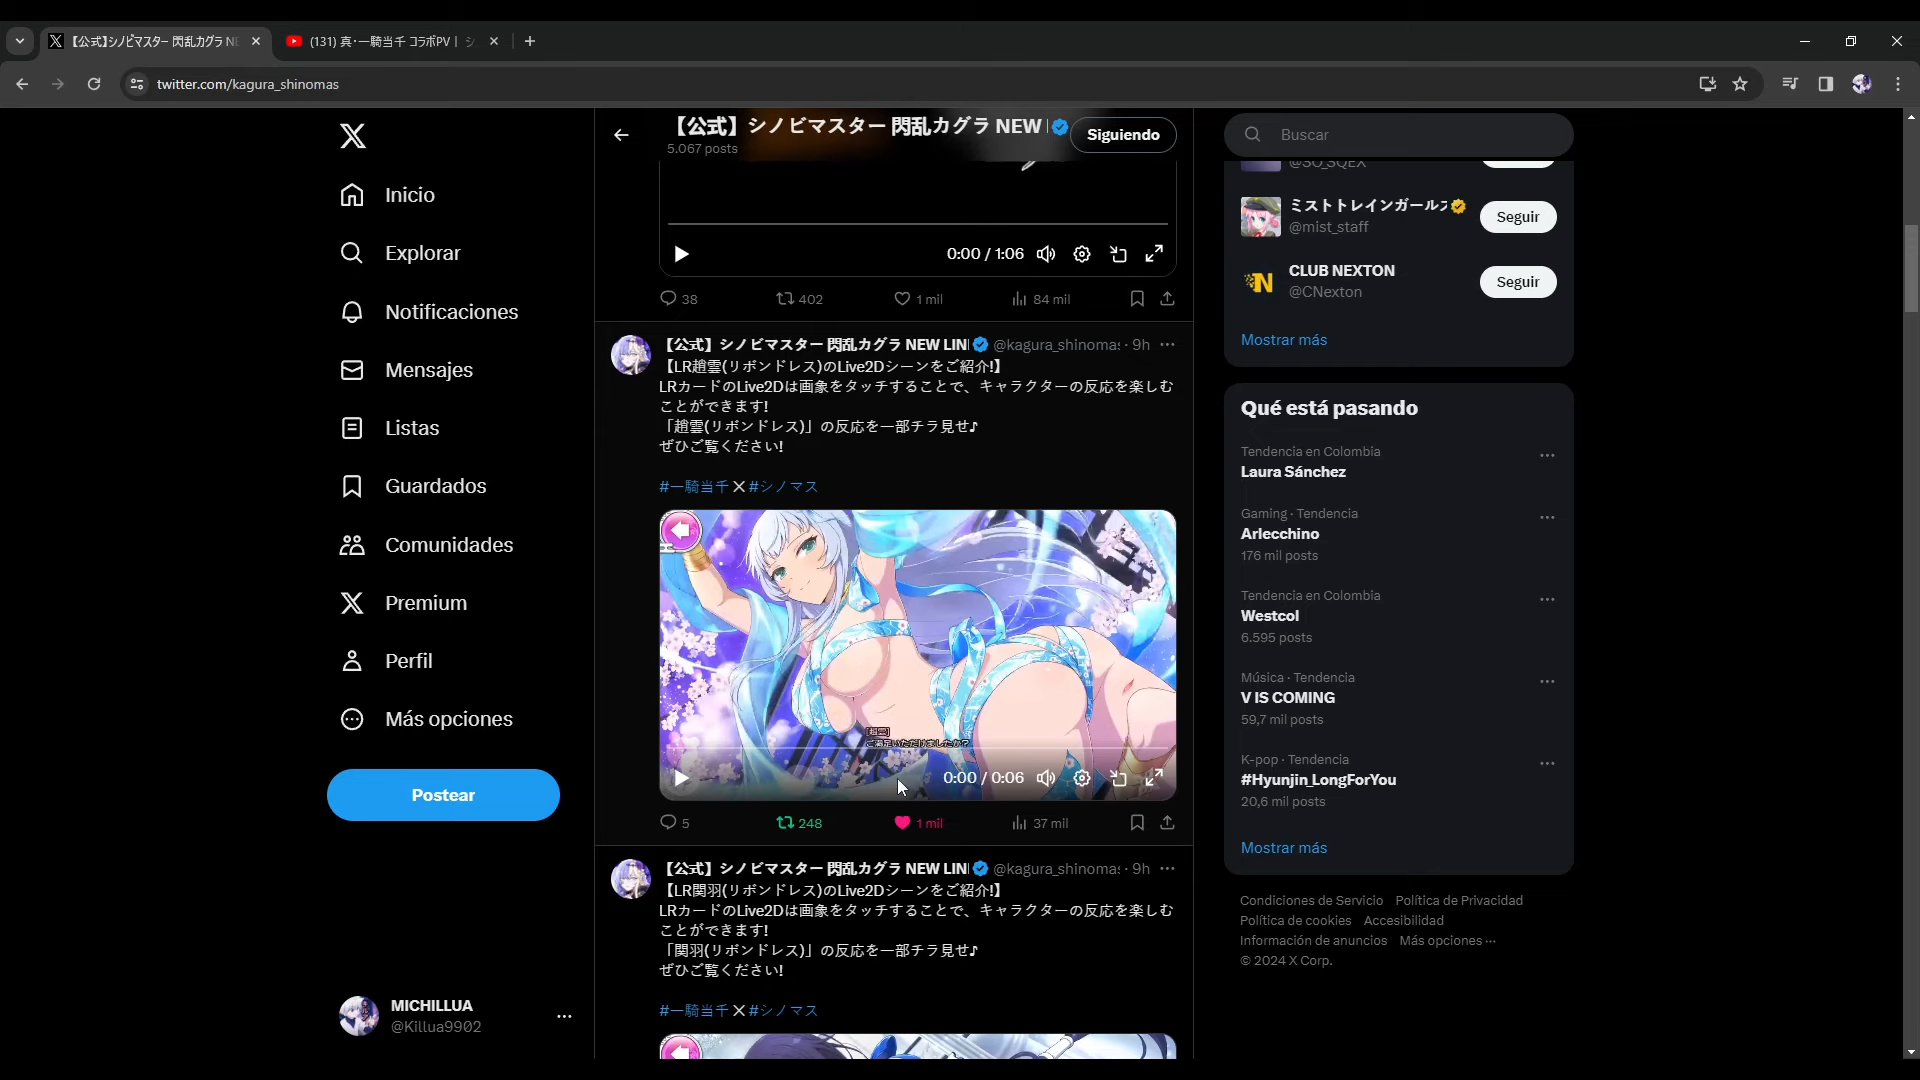 【公式】シノビマスター 閃乱カグラ NE
(131) 真・一騎当千 コラボPV | シ
twitter.com/kagura_shinomas
Inicio
Explorar
Notificaciones
Mensajes
Listas
Guardados
Comunidades
Premium
Perfil
Más opciones
Postear
MICHILLUA
@Killua9902
【公式】シノビマスター 閃乱カグラ NEW
5.067 posts
Siguiendo
0:00 / 1:06
38
402
1 mil
84 mil
【公式】シノビマスター 閃乱カグラ NEW LIN
@kagura_shinomas · 9h
【LR趙雲(リボンドレス)のLive2Dシーンをご紹介!】
LRカードのLive2Dは画象をタッチすることで、キャラクターの反応を楽しむ
ことができます!
「趙雲(リボンドレス)」の反応を一部チラ見せ♪
ぜひご覧ください!
#一騎当千✕#シノマス
[趙雲]
ご満足いただけましたか?
0:00 / 0:06
5
248
1 mil
37 mil
【公式】シノビマスター 閃乱カグラ NEW LIN
@kagura_shinomas · 9h
【LR関羽(リボンドレス)のLive2Dシーンをご紹介!】
LRカードのLive2Dは画象をタッチすることで、キャラクターの反応を楽しむ
ことができます!
「関羽(リボンドレス)」の反応を一部チラ見せ♪
ぜひご覧ください!
#一騎当千✕#シノマス
Buscar
@SO_SQEX
ミストトレインガールズ
@mist_staff
Seguir
CLUB NEXTON
@CNexton
Seguir
Mostrar más
Qué está pasando
Tendencia en Colombia
Laura Sánchez
Gaming · Tendencia
Arlecchino
176 mil posts
Tendencia en Colombia
Westcol
6.595 posts
Música · Tendencia
V IS COMING
59,7 mil posts
K-pop · Tendencia
#Hyunjin_LongForYou
20,6 mil posts
Mostrar más
Condiciones de Servicio Política de Privacidad
Política de cookies Accesibilidad
Información de anuncios Más opciones ···
© 2024 X Corp.